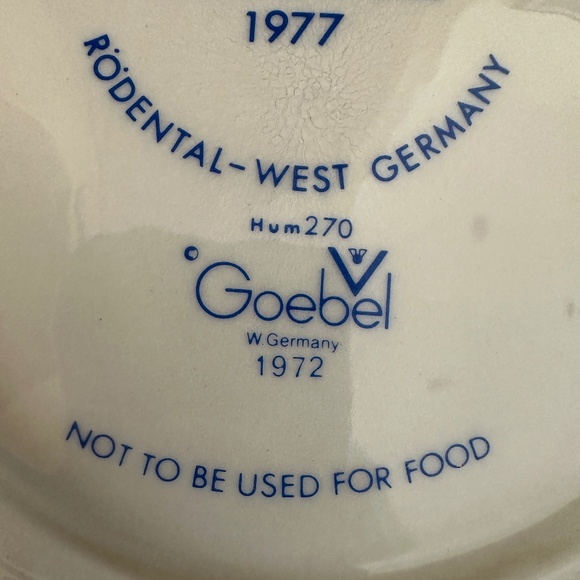 1977
RÖDENTAL-WEST GERMANY
Hum 270
© Goebel
W. Germany
1972
NOT TO BE USED FOR FOOD